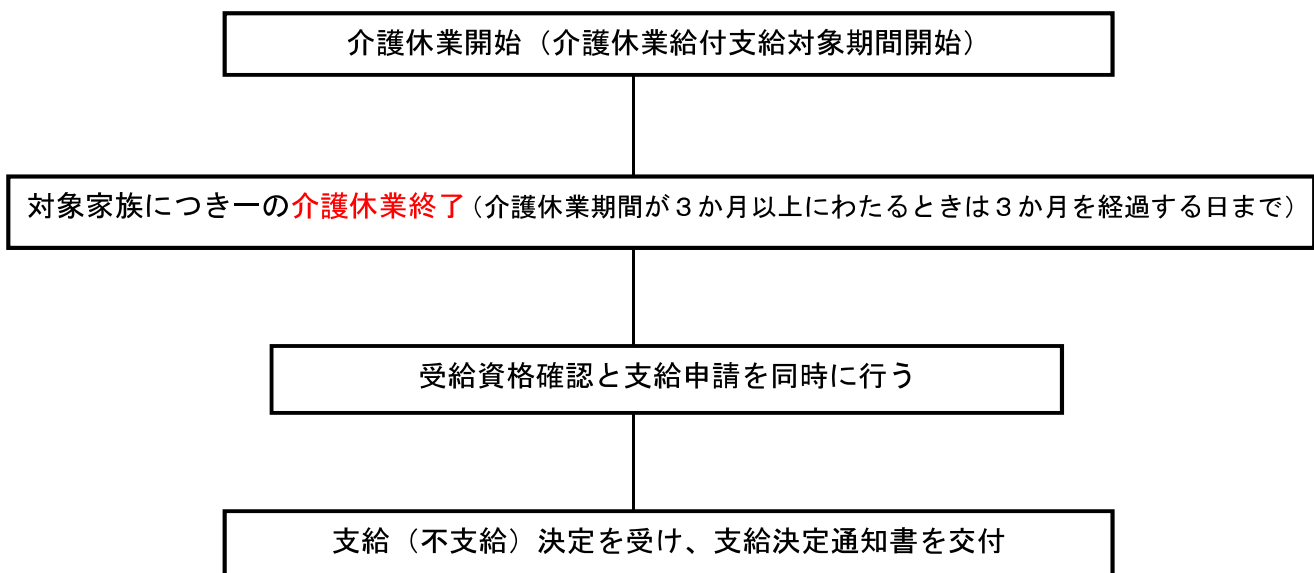 介護休業開始（介護休業給付支給対象期間開始）
対象家族につき一の介護休業終了（介護休業期間が３か月以上にわたるときは３か月を経過する日まで）
受給資格確認と支給申請を同時に行う
支給（不支給）決定を受け、支給決定通知書を交付